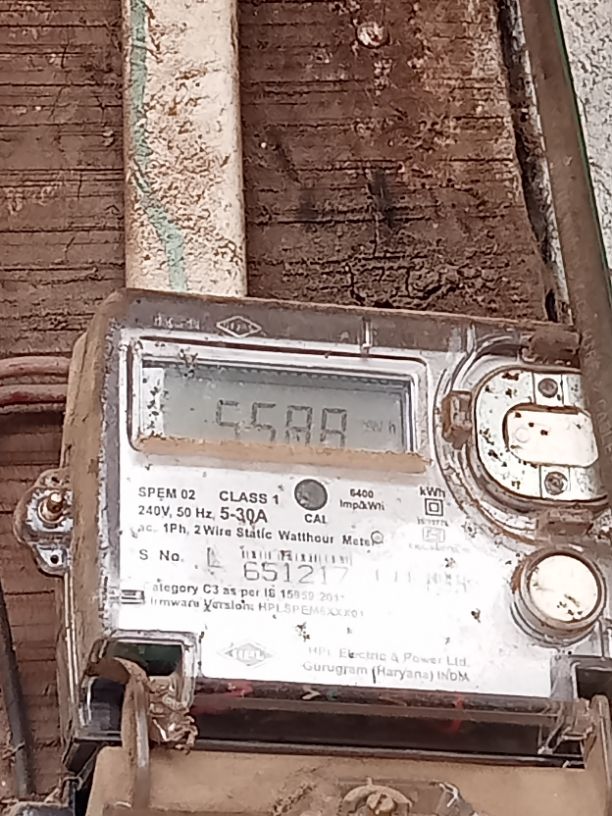 5588 kWh
SPEM 02 CLASS 1 6400 kWh
240V, 50 Hz, 5-30A CAL Imp/kWh
ac. 1Ph, 2 Wire Static Watthour Meter
S No. 651217
ategory C3 as per IS 15959 2011
irmware Version: HPLSPEM6XXX01
HPL Electric & Power Ltd.
Gurugram (Haryana) INDIA